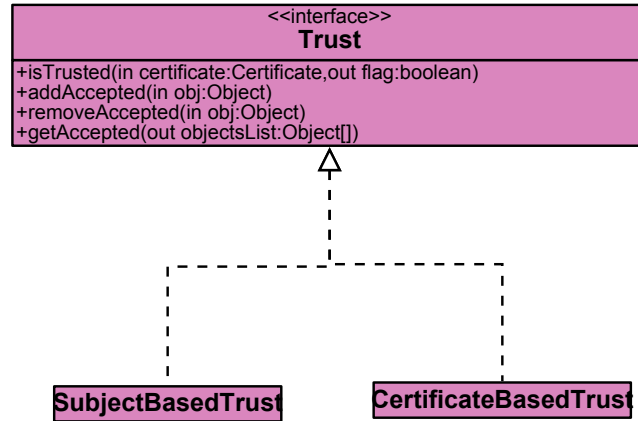 <<interface>>
Trust
+isTrusted(in certificate:Certificate,out flag:boolean)
+addAccepted(in obj:Object)
+removeAccepted(in obj:Object)
+getAccepted(out objectsList:Object[])
SubjectBasedTrust
CertificateBasedTrust